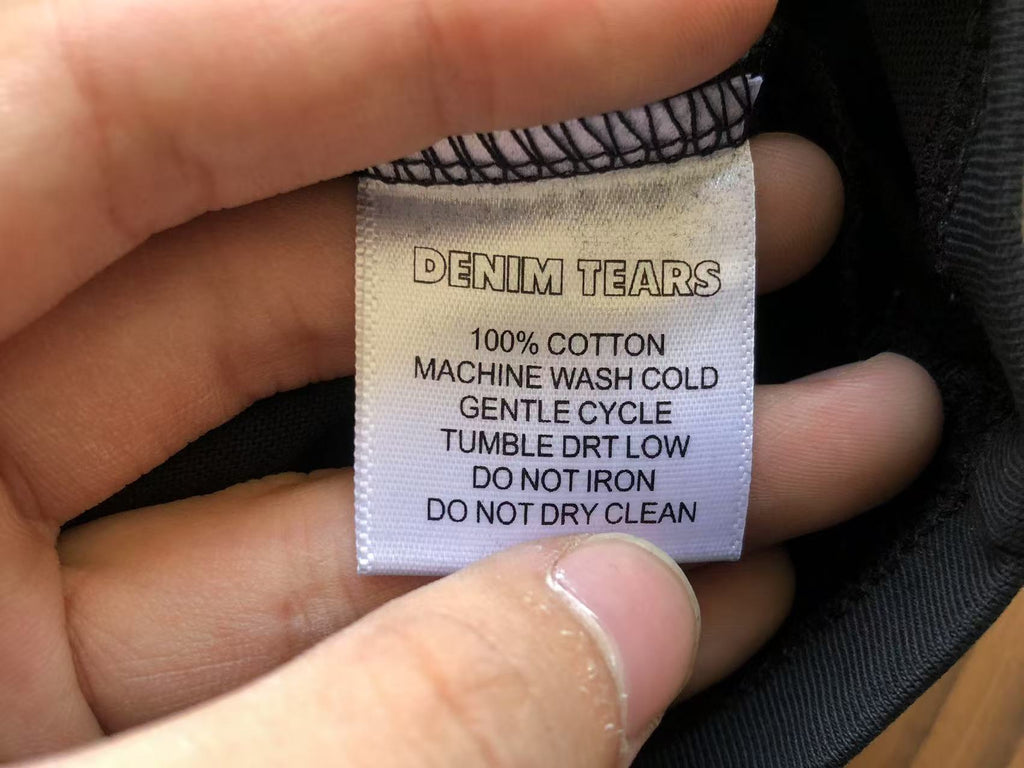 DENIM TEARS
100% COTTON
MACHINE WASH COLD
GENTLE CYCLE
TUMBLE DRT LOW
DO NOT IRON
DO NOT DRY CLEAN